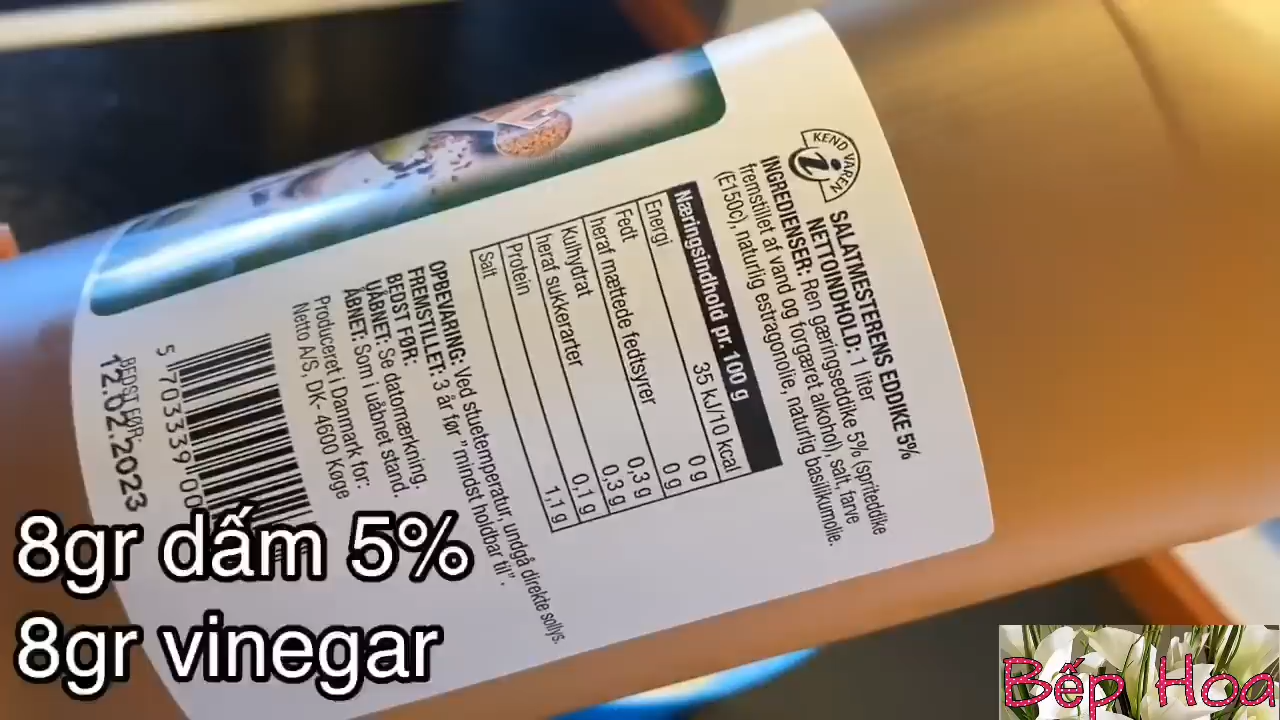 KEND VAREN
i
SALATMESTERENS EDDIKE 5%
NETTOINDHOLD: 1 liter
INGREDIENSER: Ren gæringseddike 5% (spriteddike
fremstillet af vand og forgæret alkohol), salt, farve
(E150c), naturlig estragonolie, naturlig basilikumolie.
Næringsindhold pr. 100 g
Energi 35 kJ/10 kcal
Fedt 0 g
heraf mættede fedtsyrer 0 g
Kulhydrat 0,3 g
heraf sukkerarter 0,3 g
Protein 0,1 g
Salt 1,1 g
OPBEVARING: Ved stuetemperatur, undgå direkte sollys.
FREMSTILLET: 3 år før "mindst holdbar til".
BEDST FØR:
UÅBNET: Se datomærkning.
ÅBNET: Som i uåbnet stand.
Produceret i Danmark for:
Netto A/S, DK- 4600 Køge
5 703339 00
BEDST FØR:
12.02.2023
8gr dấm 5%
8gr vinegar
Bếp Hoa